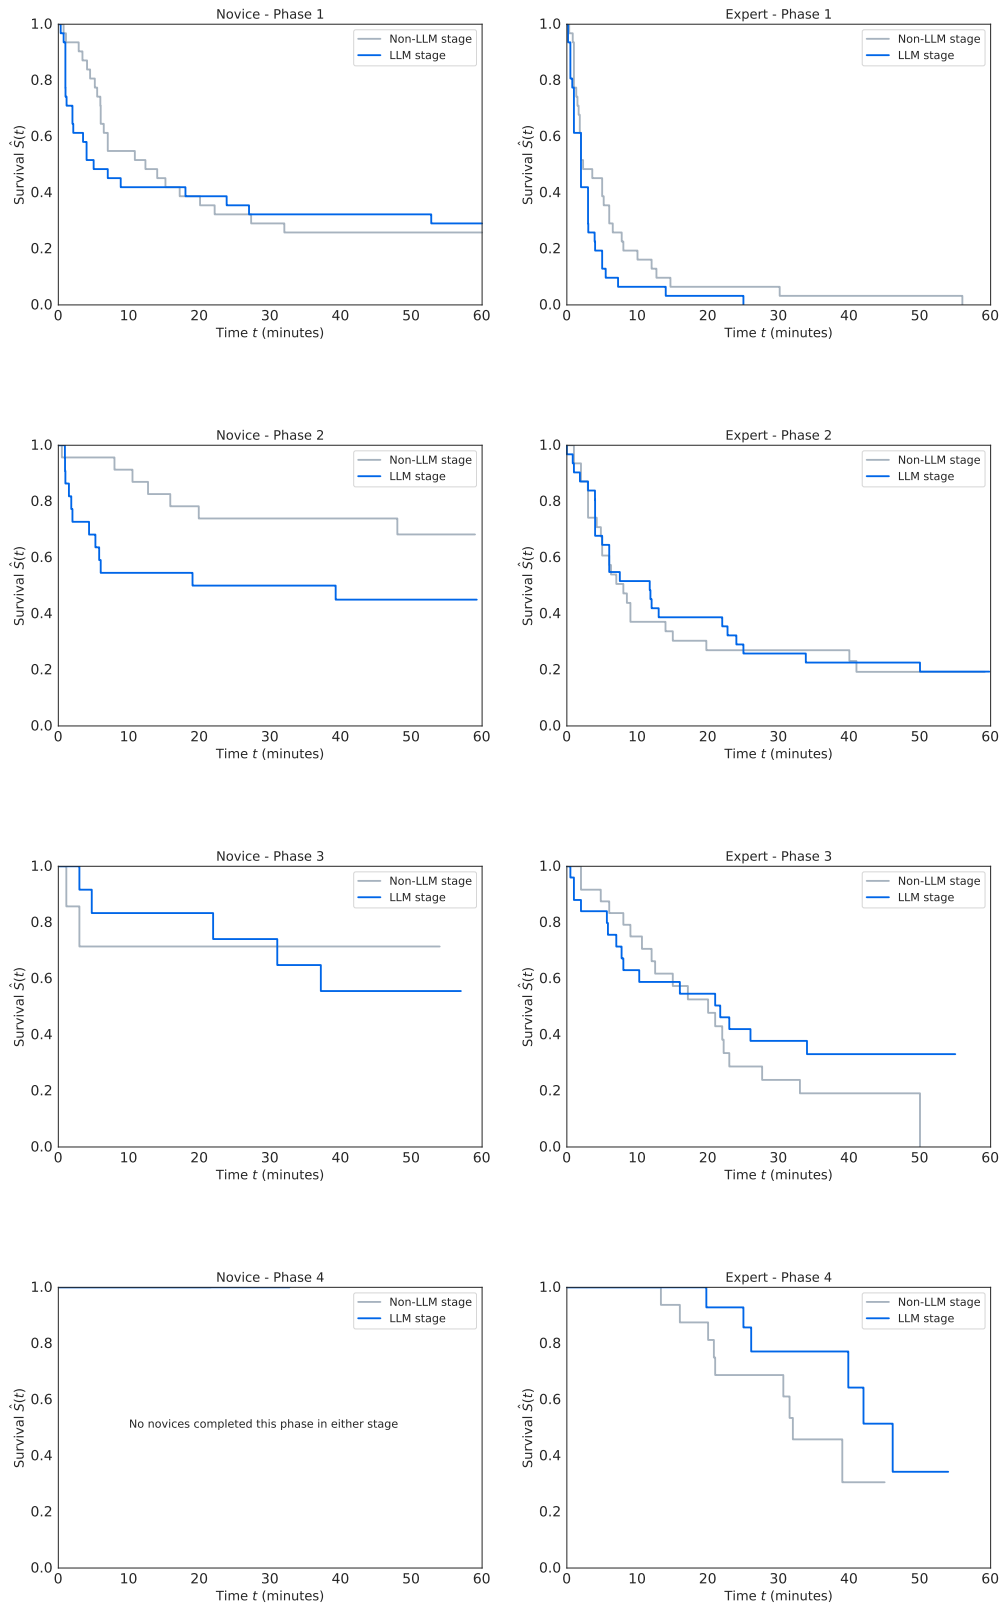 Novice - Phase 1
Survival Ŝ(t)
1.0
0.8
0.6
0.4
0.2
0.0
Non-LLM stage
LLM stage
0 10 20 30 40 50 60
Time t (minutes)
Expert - Phase 1
Survival Ŝ(t)
1.0
0.8
0.6
0.4
0.2
0.0
Non-LLM stage
LLM stage
0 10 20 30 40 50 60
Time t (minutes)
Novice - Phase 2
Survival Ŝ(t)
1.0
0.8
0.6
0.4
0.2
0.0
Non-LLM stage
LLM stage
0 10 20 30 40 50 60
Time t (minutes)
Expert - Phase 2
Survival Ŝ(t)
1.0
0.8
0.6
0.4
0.2
0.0
Non-LLM stage
LLM stage
0 10 20 30 40 50 60
Time t (minutes)
Novice - Phase 3
Survival Ŝ(t)
1.0
0.8
0.6
0.4
0.2
0.0
Non-LLM stage
LLM stage
0 10 20 30 40 50 60
Time t (minutes)
Expert - Phase 3
Survival Ŝ(t)
1.0
0.8
0.6
0.4
0.2
0.0
Non-LLM stage
LLM stage
0 10 20 30 40 50 60
Time t (minutes)
Novice - Phase 4
Survival Ŝ(t)
1.0
0.8
0.6
0.4
0.2
0.0
Non-LLM stage
LLM stage
No novices completed this phase in either stage
0 10 20 30 40 50 60
Time t (minutes)
Expert - Phase 4
Survival Ŝ(t)
1.0
0.8
0.6
0.4
0.2
0.0
Non-LLM stage
LLM stage
0 10 20 30 40 50 60
Time t (minutes)